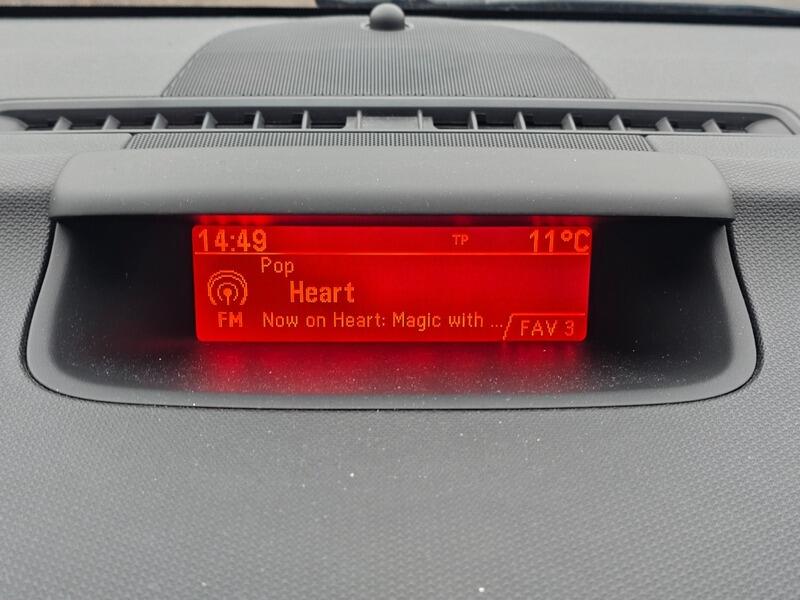 14:49 TP 11°C
Pop
Heart
FM Now on Heart: Magic with ... FAV 3